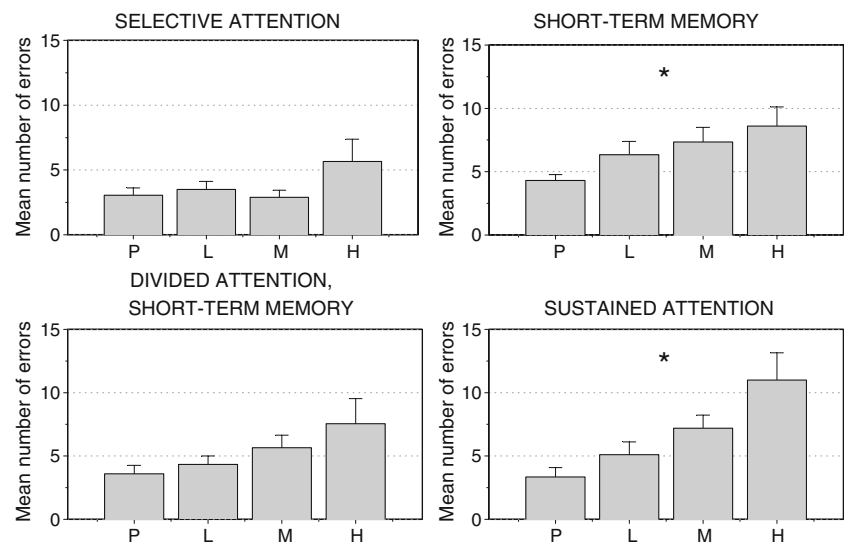 SELECTIVE ATTENTION
Mean number of errors
15
10
5
0
P L M H
SHORT-TERM MEMORY
Mean number of errors
15
10
5
0
*
P L M H
DIVIDED ATTENTION,
SHORT-TERM MEMORY
Mean number of errors
15
10
5
0
P L M H
SUSTAINED ATTENTION
Mean number of errors
15
10
5
0
*
P L M H